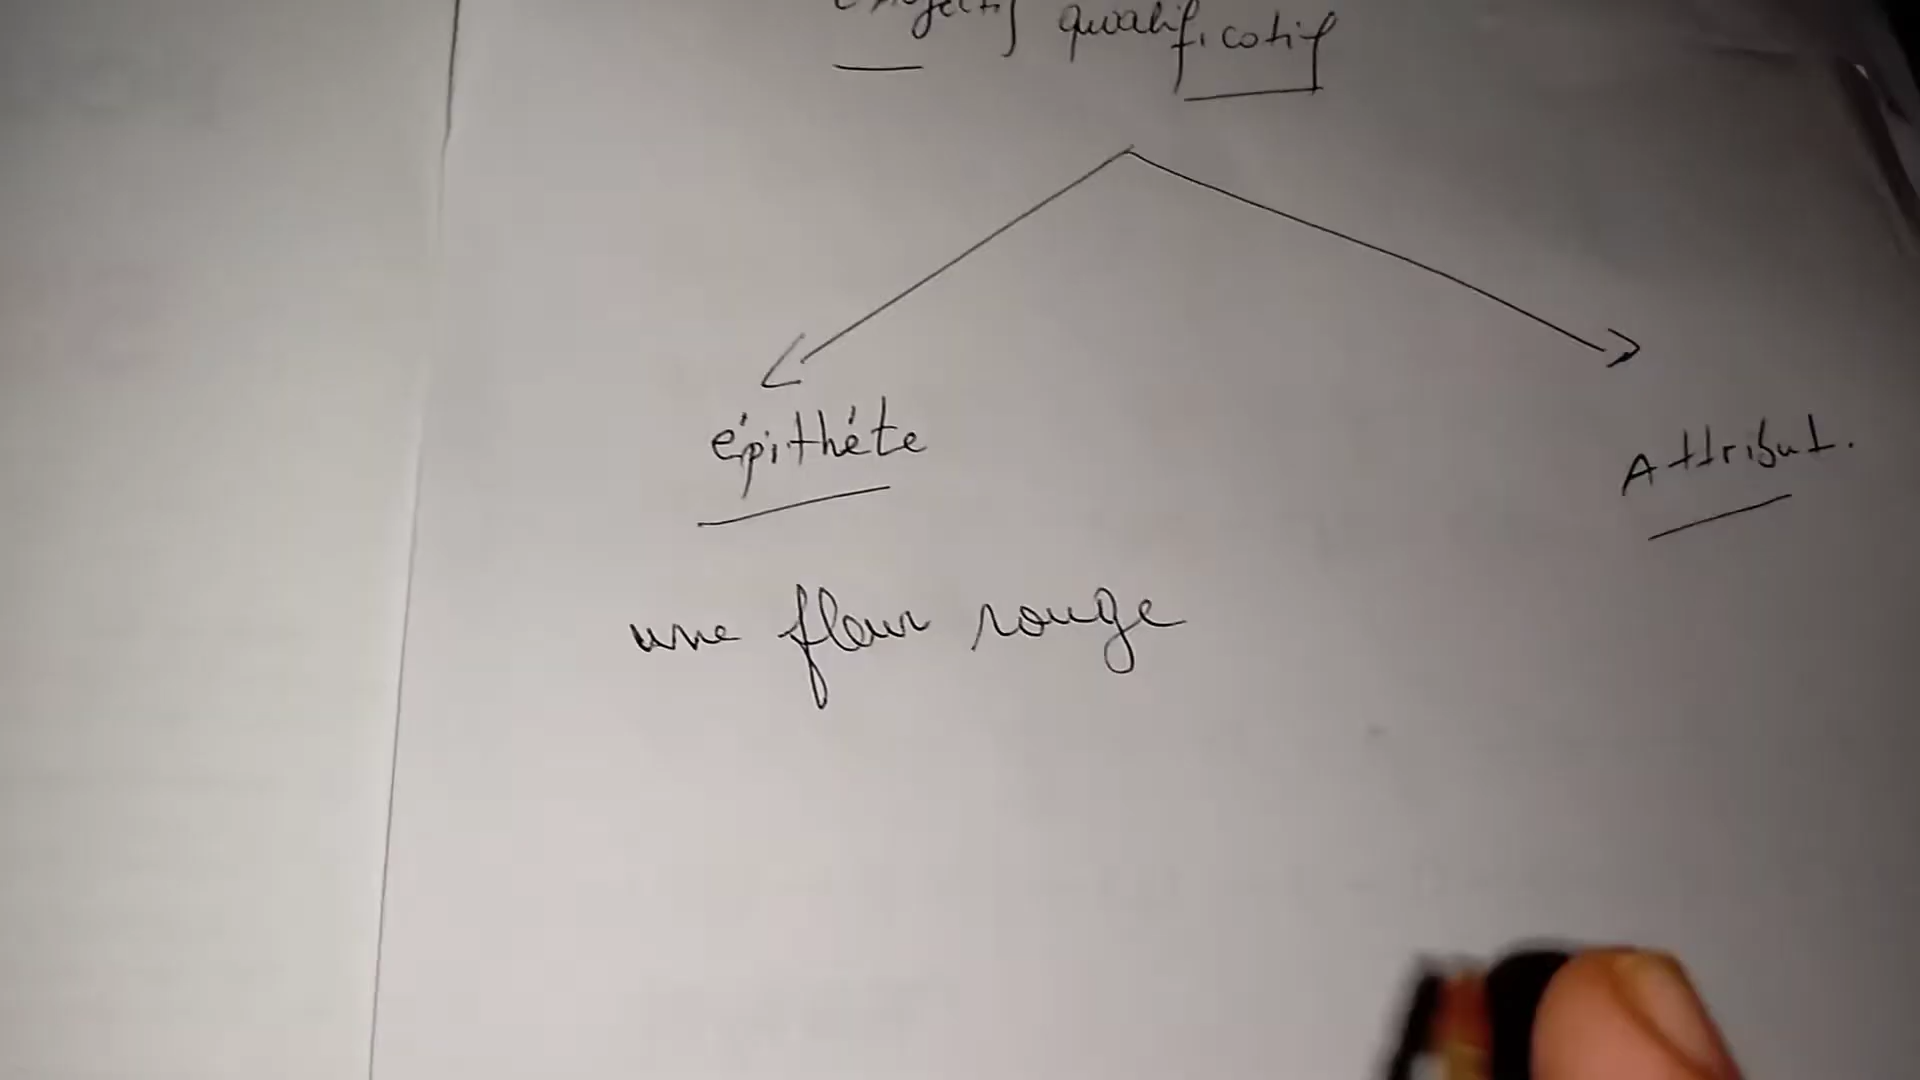 qualificatif
épithéte
Attribut.
une fleur rouge